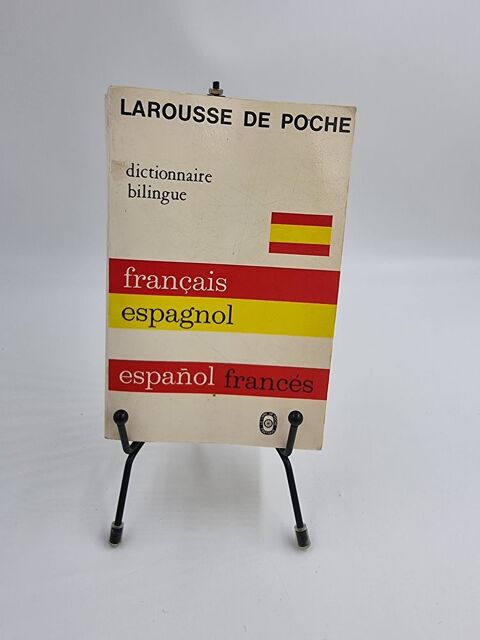 LAROUSSE DE POCHE
dictionnaire
bilingue
français
espagnol
español francés